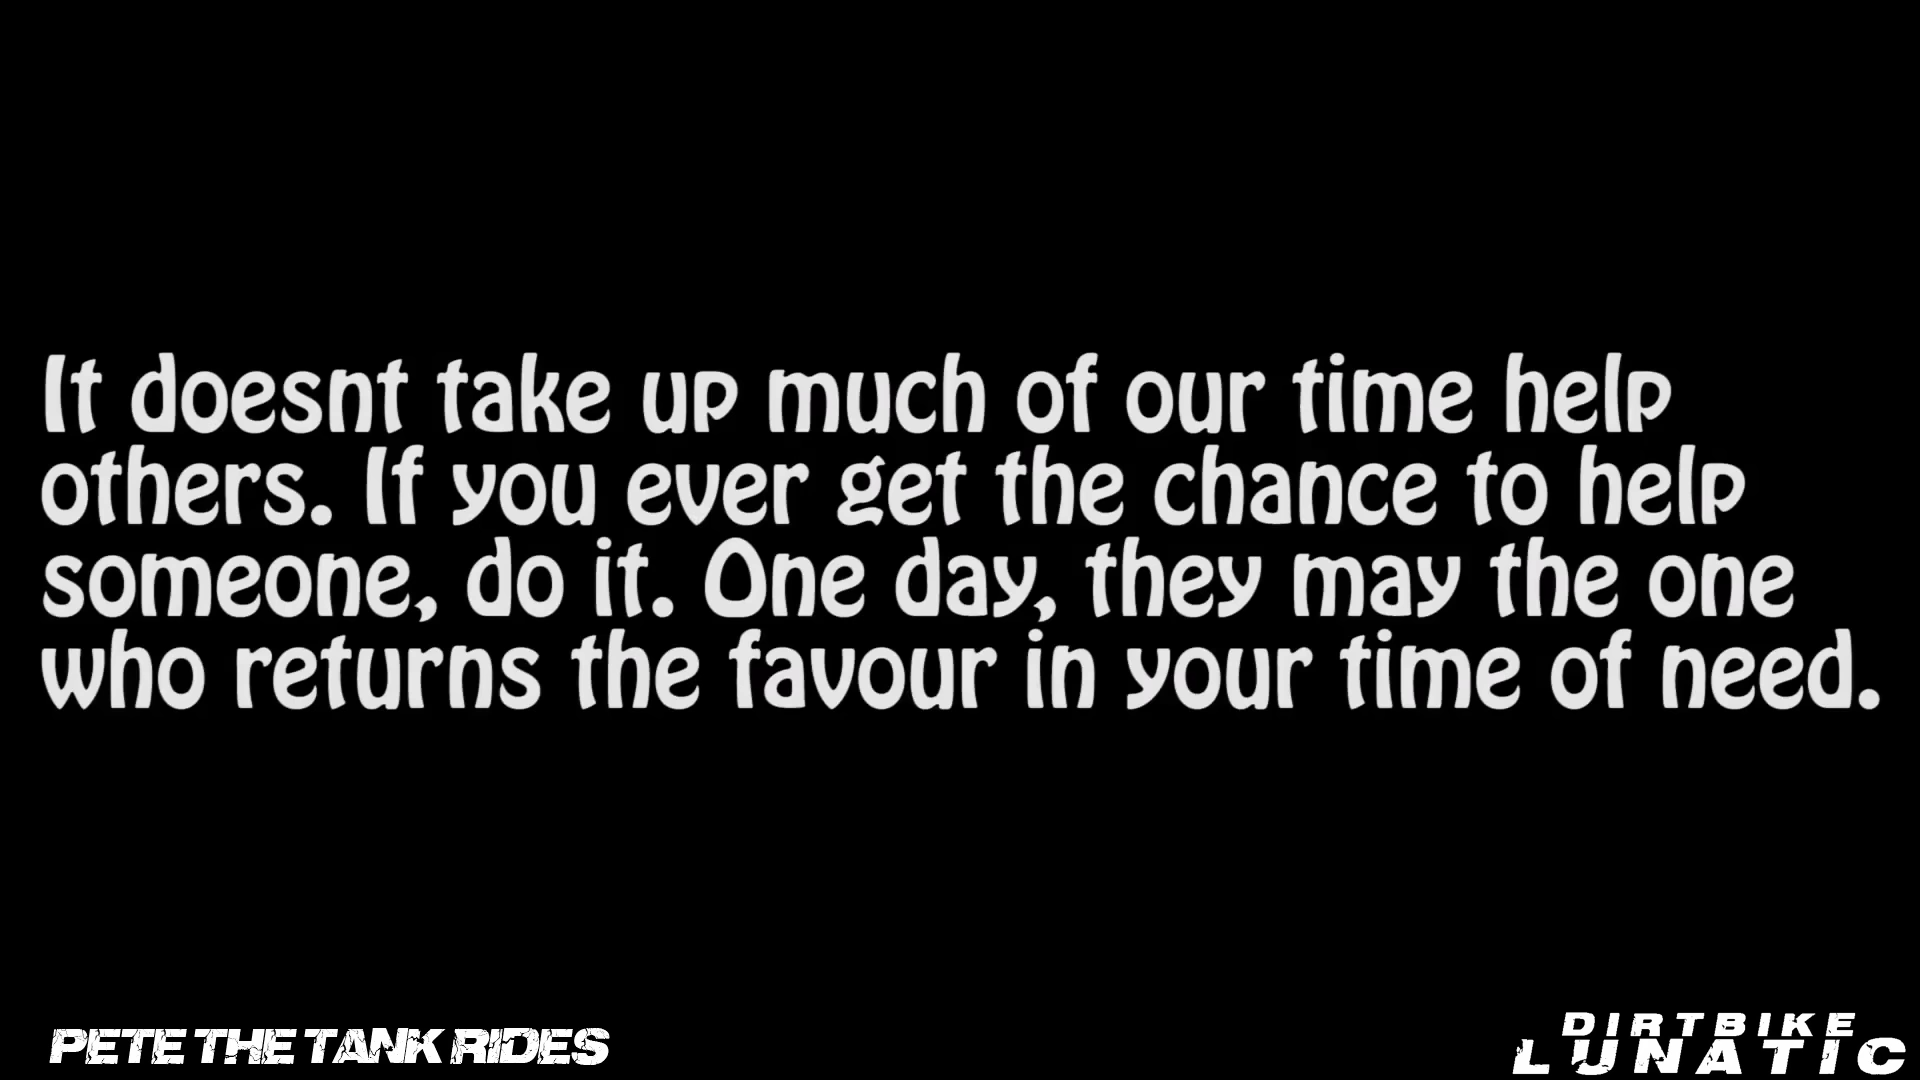 It doesnt take up much of our time help
others. If you ever get the chance to help
someone, do it. One day, they may the one
who returns the favour in your time of need.
PETE THE TANK RIDES
DIRTBIKE
LUNATIC